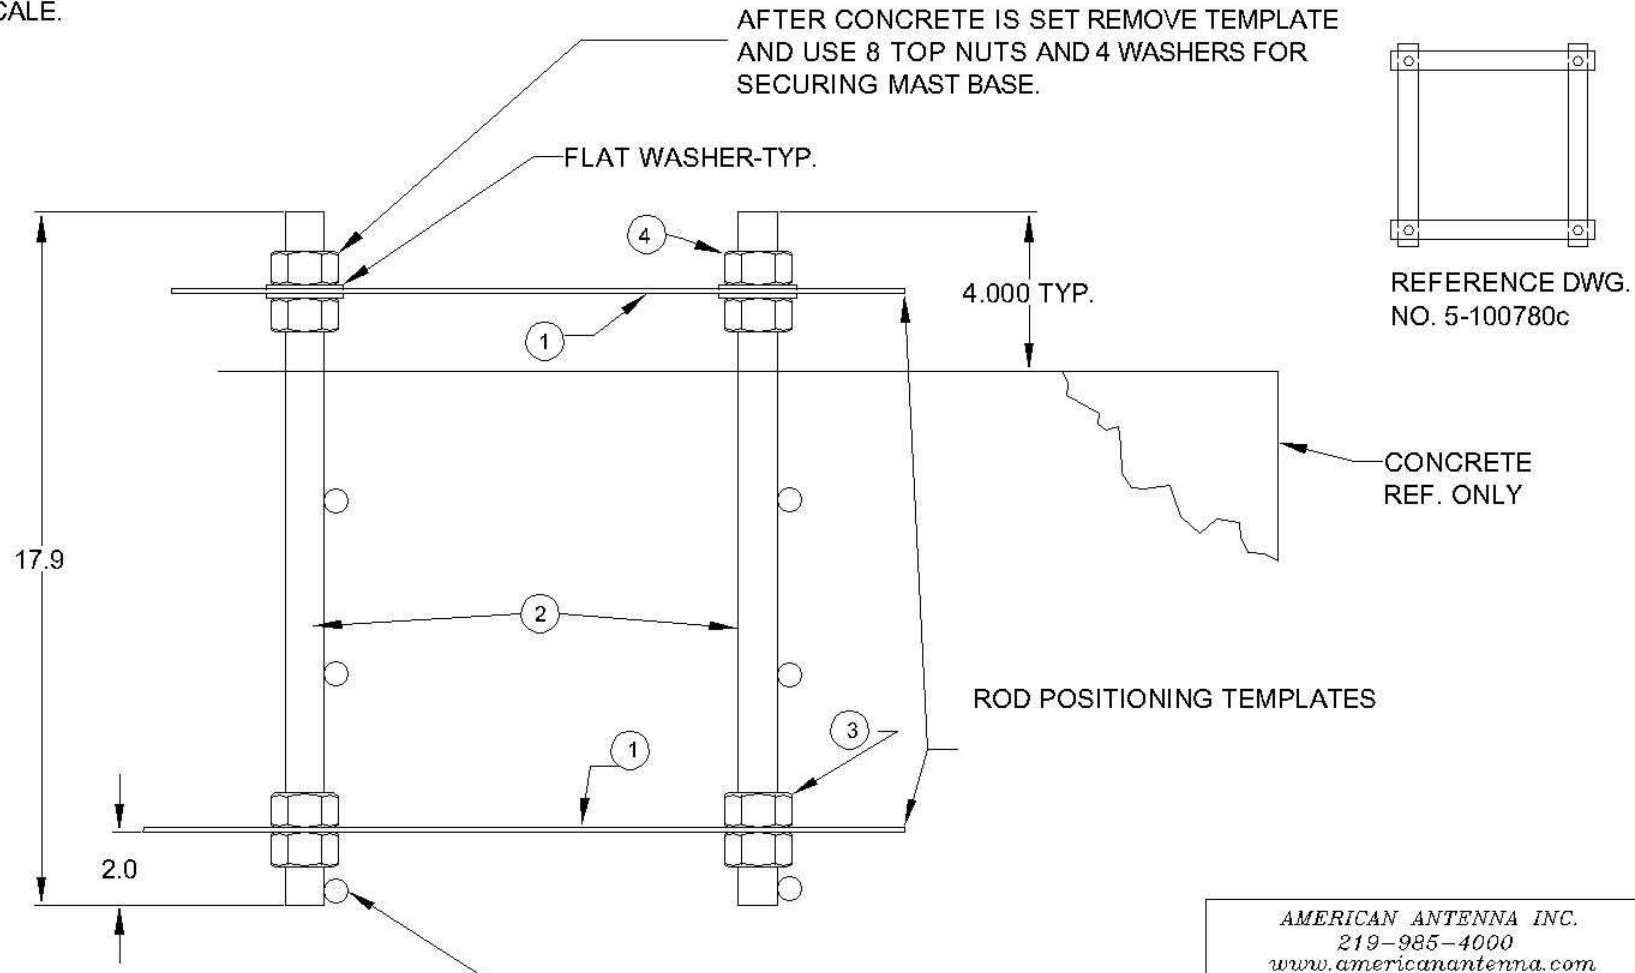 CALE.
AFTER CONCRETE IS SET REMOVE TEMPLATE
AND USE 8 TOP NUTS AND 4 WASHERS FOR
SECURING MAST BASE.
FLAT WASHER-TYP.
4
4.000 TYP.
REFERENCE DWG.
NO. 5-100780c
1
CONCRETE
REF. ONLY
17.9
2
ROD POSITIONING TEMPLATES
3
1
2.0
AMERICAN ANTENNA INC.
219-985-4000
www.americanantenna.com